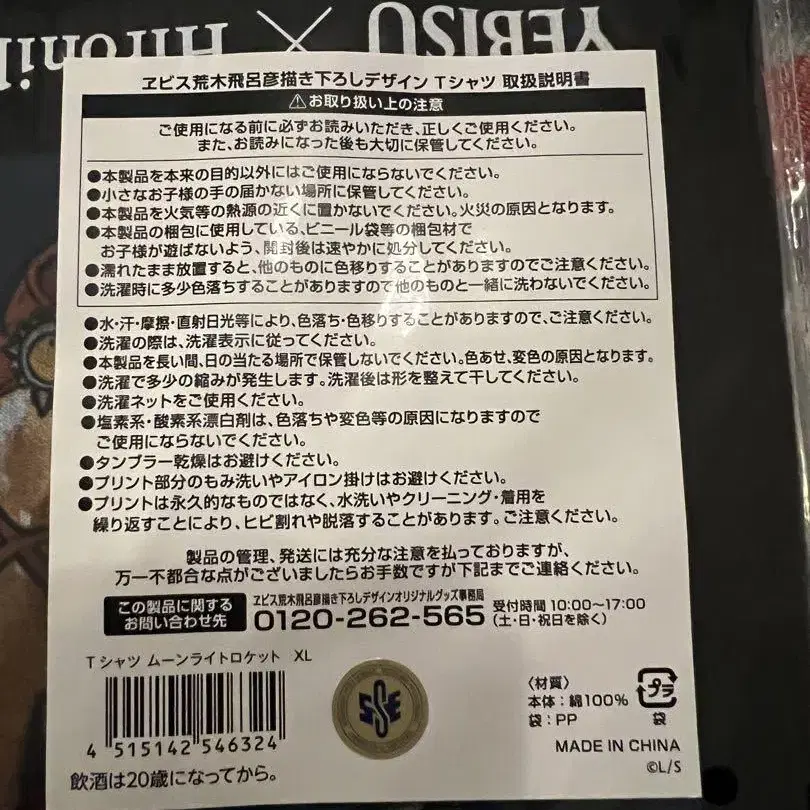 YEBISU × Hirohi
ヱビス荒木飛呂彦描き下ろしデザイン Tシャツ 取扱説明書
⚠お取り扱い上の注意
ご使用になる前に必ずお読みいただき、正しくご使用ください。
また、お読みになった後も大切に保管してください。
●本製品を本来の目的以外にはご使用にならないでください。
●小さなお子様の手の届かない場所に保管してください。
●本製品を火気等の熱源の近くに置かないでください。火災の原因となります。
●本製品の梱包に使用している、ビニール袋等の梱包材で
お子様が遊ばないよう、開封後は速やかに処分してください。
●濡れたまま放置すると、他のものに色移りすることがありますのでご注意ください。
●洗濯時に多少色落ちすることがありますので他のものと一緒に洗わないでください。
●水・汗・摩擦・直射日光等により、色落ち・色移りすることがありますので、ご注意ください。
●洗濯の際は、洗濯表示に従ってください。
●本製品を長い間、日の当たる場所で保管しないでください。色あせ、変色の原因となります。
●洗濯で多少の縮みが発生します。洗濯後は形を整えて干してください。
●洗濯ネットをご使用ください。
●塩素系・酸素系漂白剤は、色落ちや変色等の原因になりますので
ご使用にならないでください。
●タンブラー乾燥はお避けください。
●プリント部分のもみ洗いやアイロン掛けはお避けください。
●プリントは永久的なものではなく、水洗いやクリーニング・着用を
繰り返すことにより、ヒビ割れや脱落することがあります。ご注意ください。
製品の管理、発送には充分な注意を払っておりますが、
万一不都合な点がございましたらお手数ですが下記までご連絡ください。
この製品に関する
お問い合わせ先
ヱビス荒木飛呂彦描き下ろしデザインオリジナルグッズ事務局
0120-262-565
受付時間 10:00〜17:00
(土・日・祝日を除く)
Tシャツ ムーンライトロケット XL
4 515142 546324
飲酒は20歳になってから。
〈材質〉
本体：綿100%
袋：PP
プラ
袋
MADE IN CHINA
©L/S